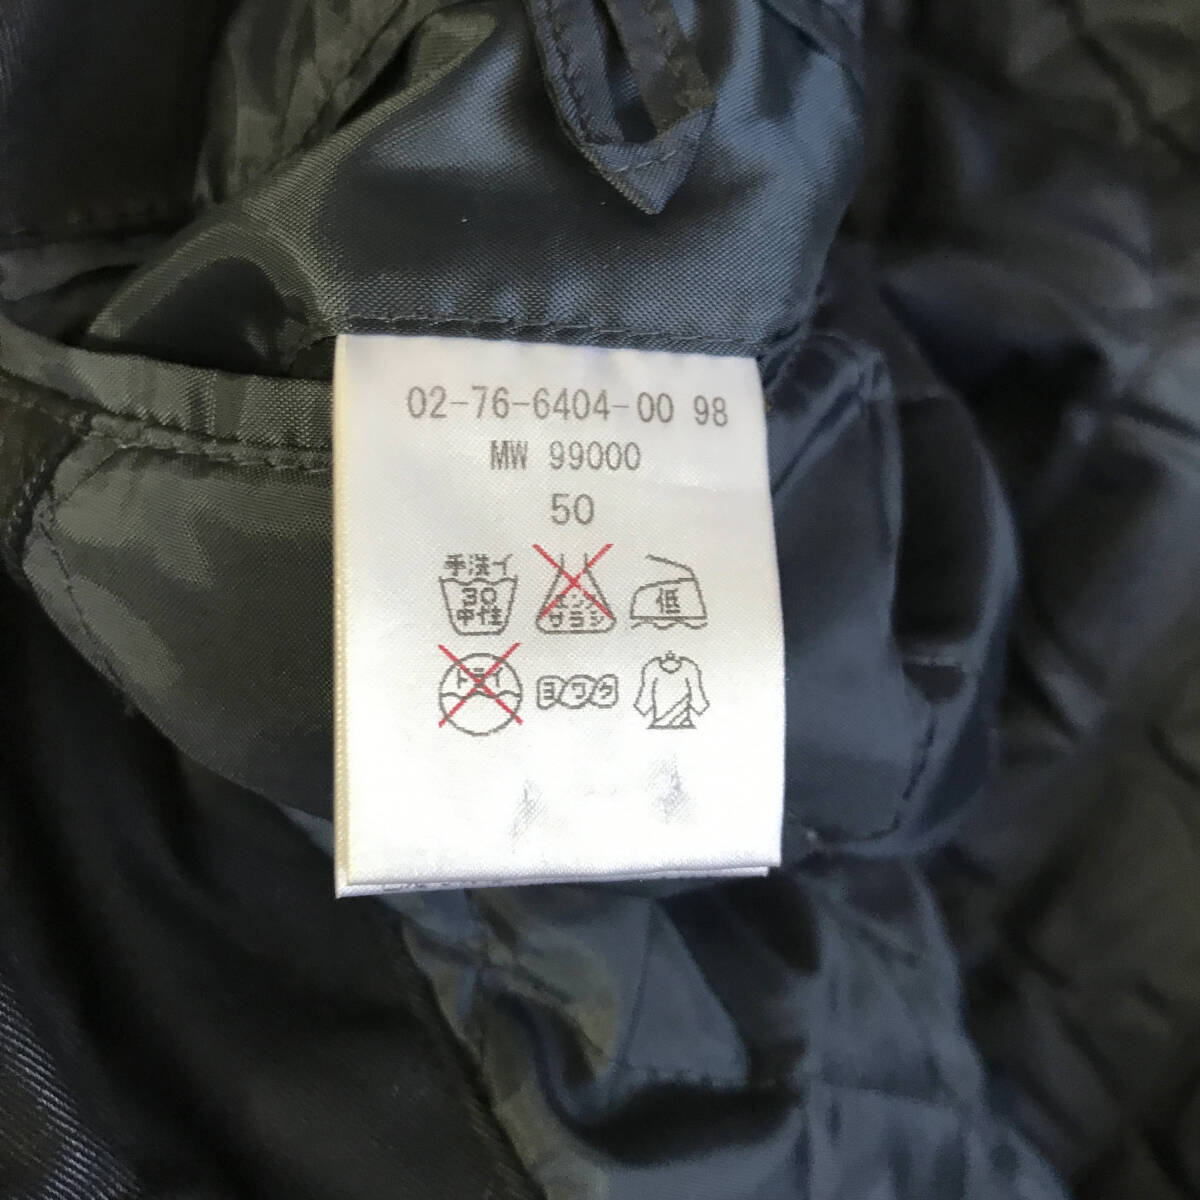 02-76-6404-00 98
MW 99000
50
手洗イ
30
中性
エンソ
サラシ
低
ドライ
ヨワク